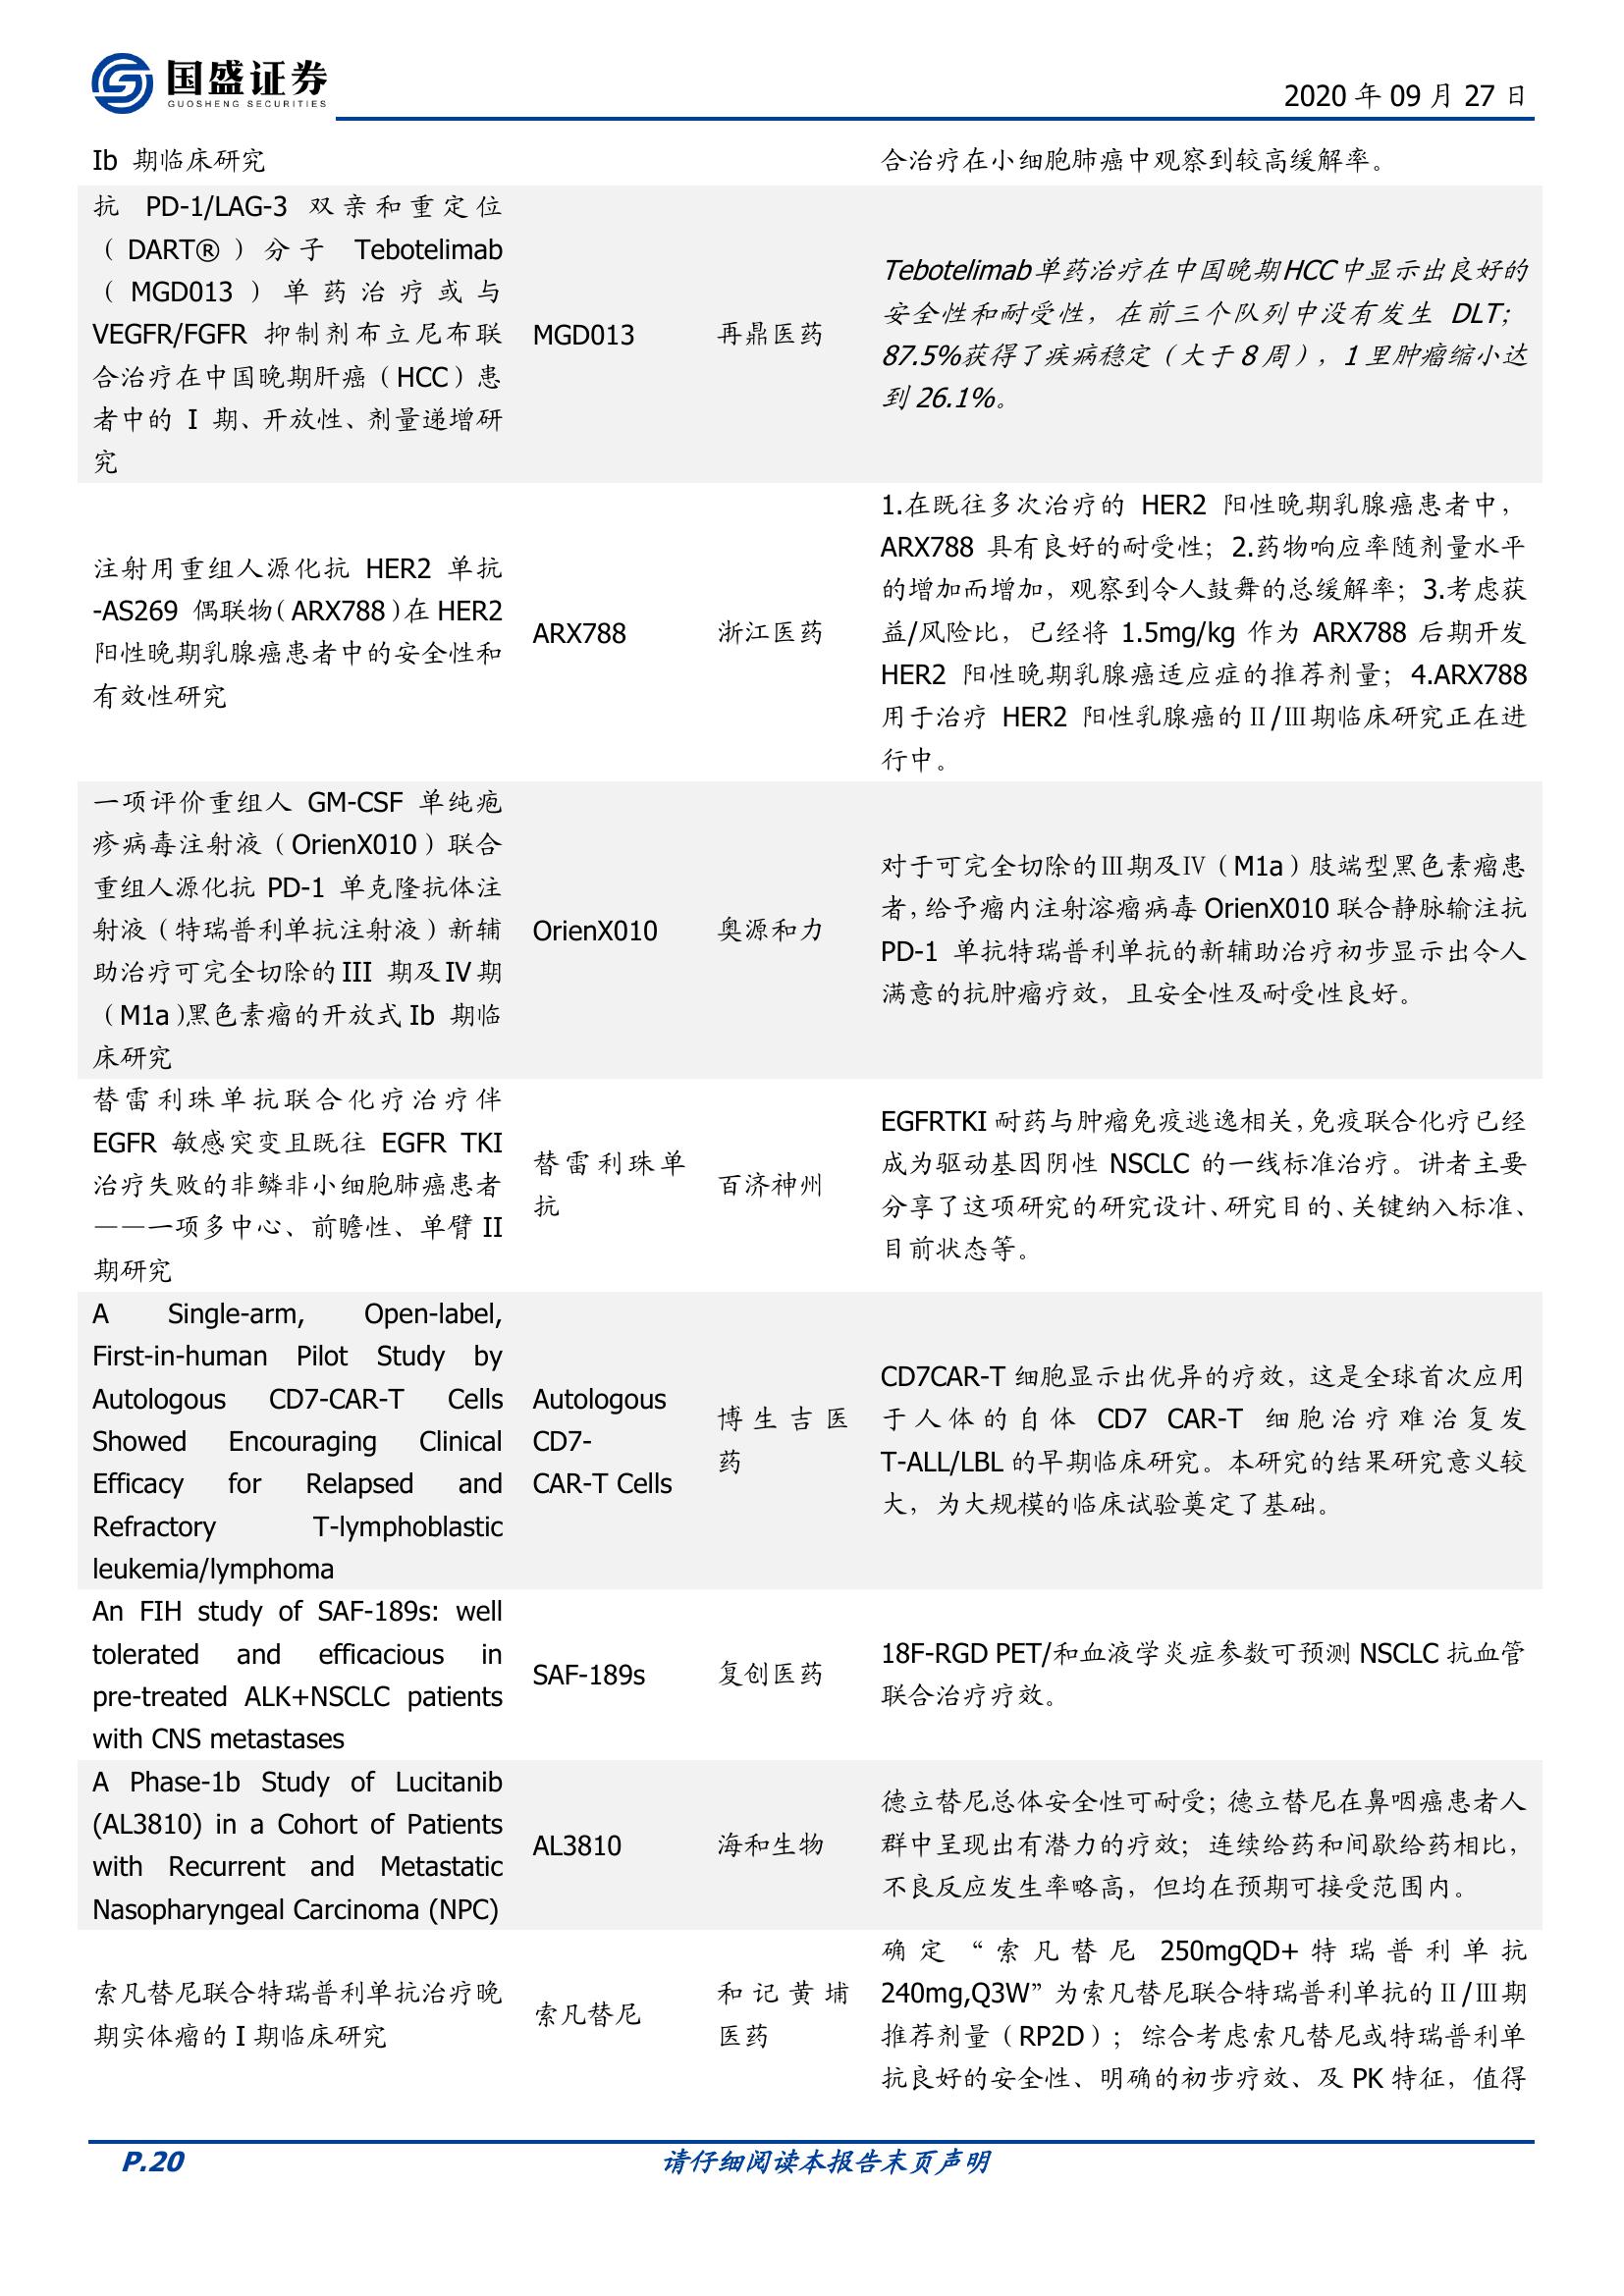 国盛证券
GUOSHENG SECURITIES
2020 年 09 月 27 日
Ib 期临床研究
合治疗在小细胞肺癌中观察到较高缓解率。
抗 PD-1/LAG-3 双亲和重定位
（DART®）分子 Tebotelimab
（MGD013）单药治疗或与
VEGFR/FGFR 抑制剂布立尼布联
合治疗在中国晚期肝癌（HCC）患
者中的 I 期、开放性、剂量递增研
究
MGD013
再鼎医药
Tebotelimab单药治疗在中国晚期HCC中显示出良好的
安全性和耐受性，在前三个队列中没有发生 DLT；
87.5%获得了疾病稳定（大于 8 周），1 里肿瘤缩小达
到 26.1%。
注射用重组人源化抗 HER2 单抗
-AS269 偶联物（ARX788）在 HER2
阳性晚期乳腺癌患者中的安全性和
有效性研究
ARX788
浙江医药
1.在既往多次治疗的 HER2 阳性晚期乳腺癌患者中，
ARX788 具有良好的耐受性；2.药物响应率随剂量水平
的增加而增加，观察到令人鼓舞的总缓解率；3.考虑获
益/风险比，已经将 1.5mg/kg 作为 ARX788 后期开发
HER2 阳性晚期乳腺癌适应症的推荐剂量；4.ARX788
用于治疗 HER2 阳性乳腺癌的Ⅱ/Ⅲ期临床研究正在进
行中。
一项评价重组人 GM-CSF 单纯疱
疹病毒注射液（OrienX010）联合
重组人源化抗 PD-1 单克隆抗体注
射液（特瑞普利单抗注射液）新辅
助治疗可完全切除的 III 期及 IV 期
（M1a)黑色素瘤的开放式 Ib 期临
床研究
OrienX010
奥源和力
对于可完全切除的Ⅲ期及Ⅳ（M1a）肢端型黑色素瘤患
者，给予瘤内注射溶瘤病毒 OrienX010 联合静脉输注抗
PD-1 单抗特瑞普利单抗的新辅助治疗初步显示出令人
满意的抗肿瘤疗效，且安全性及耐受性良好。
替雷利珠单抗联合化疗治疗伴
EGFR 敏感突变且既往 EGFR TKI
治疗失败的非鳞非小细胞肺癌患者
——一项多中心、前瞻性、单臂 II
期研究
替雷利珠单
抗
百济神州
EGFRTKI 耐药与肿瘤免疫逃逸相关，免疫联合化疗已经
成为驱动基因阴性 NSCLC 的一线标准治疗。讲者主要
分享了这项研究的研究设计、研究目的、关键纳入标准、
目前状态等。
A Single-arm, Open-label,
First-in-human Pilot Study by
Autologous CD7-CAR-T Cells
Showed Encouraging Clinical
Efficacy for Relapsed and
Refractory T-lymphoblastic
leukemia/lymphoma
Autologous
CD7-
CAR-T Cells
博生吉医
药
CD7CAR-T 细胞显示出优异的疗效，这是全球首次应用
于人体的自体 CD7 CAR-T 细胞治疗难治复发
T-ALL/LBL 的早期临床研究。本研究的结果研究意义较
大，为大规模的临床试验奠定了基础。
An FIH study of SAF-189s: well
tolerated and efficacious in
pre-treated ALK+NSCLC patients
with CNS metastases
SAF-189s
复创医药
18F-RGD PET/和血液学炎症参数可预测 NSCLC 抗血管
联合治疗疗效。
A Phase-1b Study of Lucitanib
(AL3810) in a Cohort of Patients
with Recurrent and Metastatic
Nasopharyngeal Carcinoma (NPC)
AL3810
海和生物
德立替尼总体安全性可耐受；德立替尼在鼻咽癌患者人
群中呈现出有潜力的疗效；连续给药和间歇给药相比，
不良反应发生率略高，但均在预期可接受范围内。
索凡替尼联合特瑞普利单抗治疗晚
期实体瘤的 I 期临床研究
索凡替尼
和记黄埔
医药
确定“索凡替尼 250mgQD+特瑞普利单抗
240mg,Q3W”为索凡替尼联合特瑞普利单抗的Ⅱ/Ⅲ期
推荐剂量（RP2D）；综合考虑索凡替尼或特瑞普利单
抗良好的安全性、明确的初步疗效、及 PK 特征，值得
P.20
请仔细阅读本报告末页声明